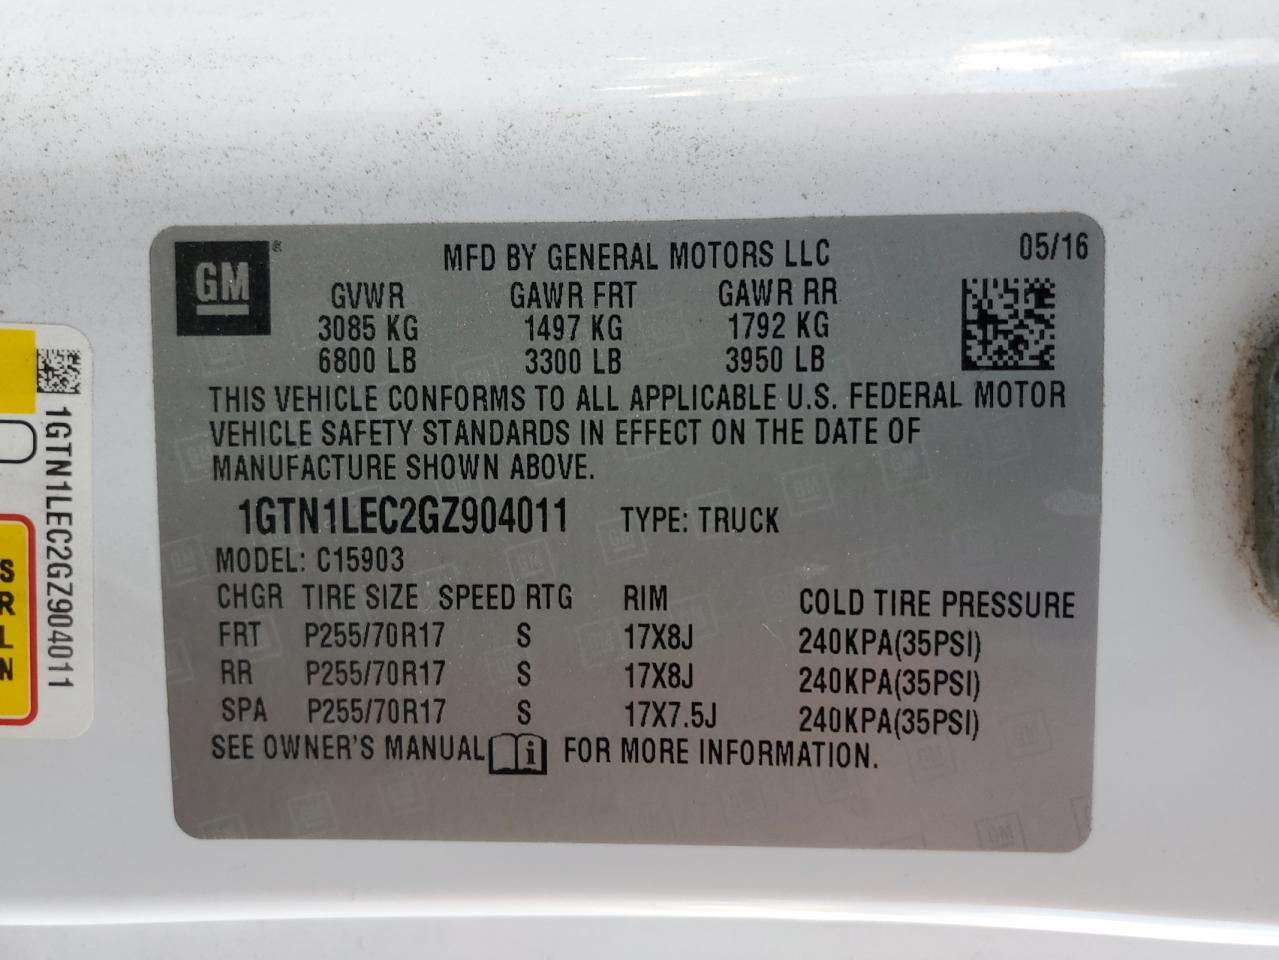 GM
MFD BY GENERAL MOTORS LLC
05/16
GVWR GAWR FRT GAWR RR
3085 KG 1497 KG 1792 KG
6800 LB 3300 LB 3950 LB
THIS VEHICLE CONFORMS TO ALL APPLICABLE U.S. FEDERAL MOTOR
VEHICLE SAFETY STANDARDS IN EFFECT ON THE DATE OF
MANUFACTURE SHOWN ABOVE.
1GTN1LEC2GZ904011 TYPE: TRUCK
MODEL: C15903
CHGR TIRE SIZE SPEED RTG RIM COLD TIRE PRESSURE
FRT P255/70R17 S 17X8J 240KPA(35PSI)
RR P255/70R17 S 17X8J 240KPA(35PSI)
SPA P255/70R17 S 17X7.5J 240KPA(35PSI)
SEE OWNER'S MANUAL i FOR MORE INFORMATION.
1GTN1LEC2GZ904011
S
R
L
N